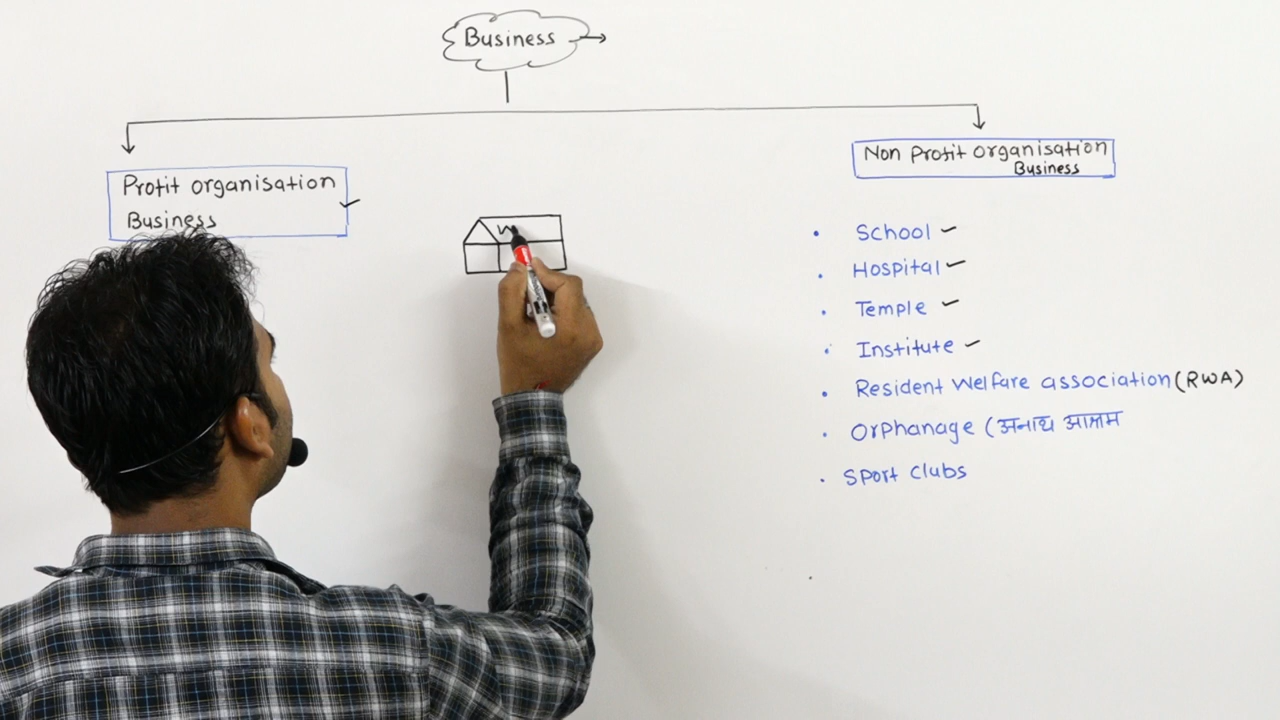 Business
Profit organisation
Business
Non Profit organisation
Business
W
• School
• Hospital
• Temple
• Institute
• Resident Welfare association (RWA)
• Orphanage (अनाथ आश्रम
• Sport Clubs